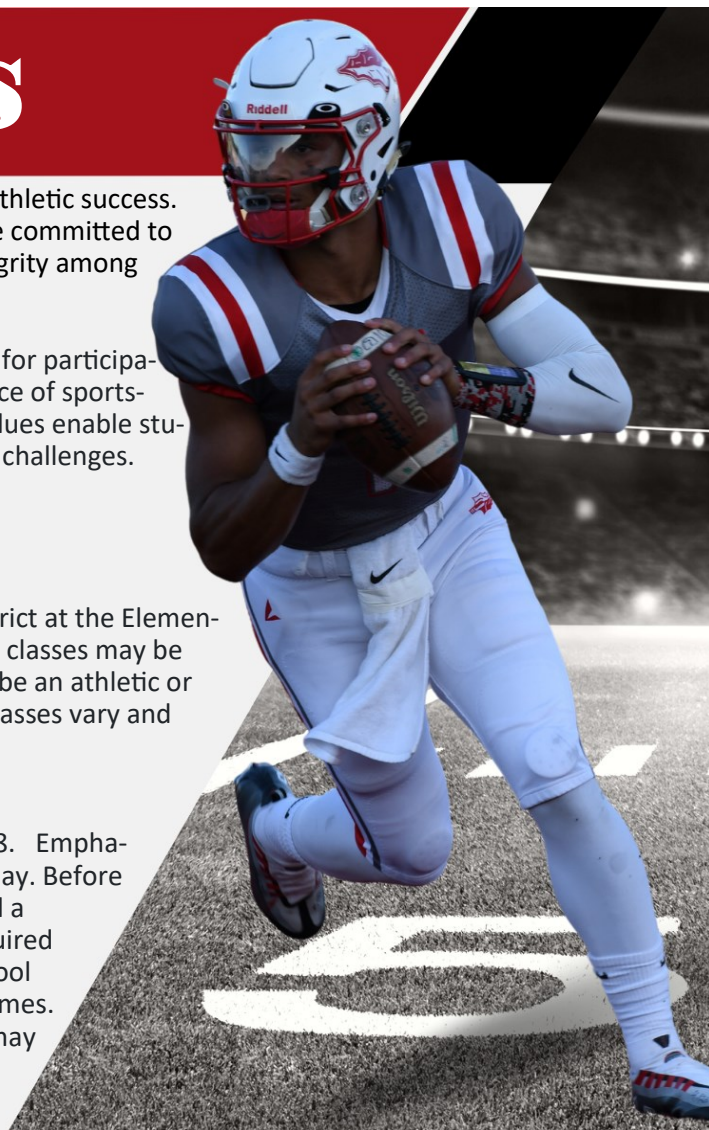 s
Riddell
thletic success.
e committed to
grity among
for participa-
ce of sports-
lues enable stu-
challenges.
Wilson
rict at the Elemen-
classes may be
be an athletic or
asses vary and
3. Empha-
ay. Before
d a
uired
ool
mes.
may
5